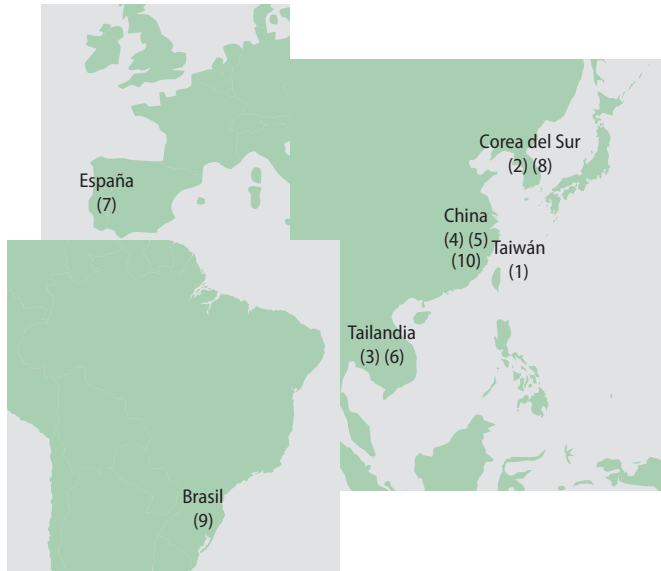 España
(7)
Corea del Sur
(2) (8)
China
(4) (5)
(10)
Taiwán
(1)
Tailandia
(3) (6)
Brasil
(9)